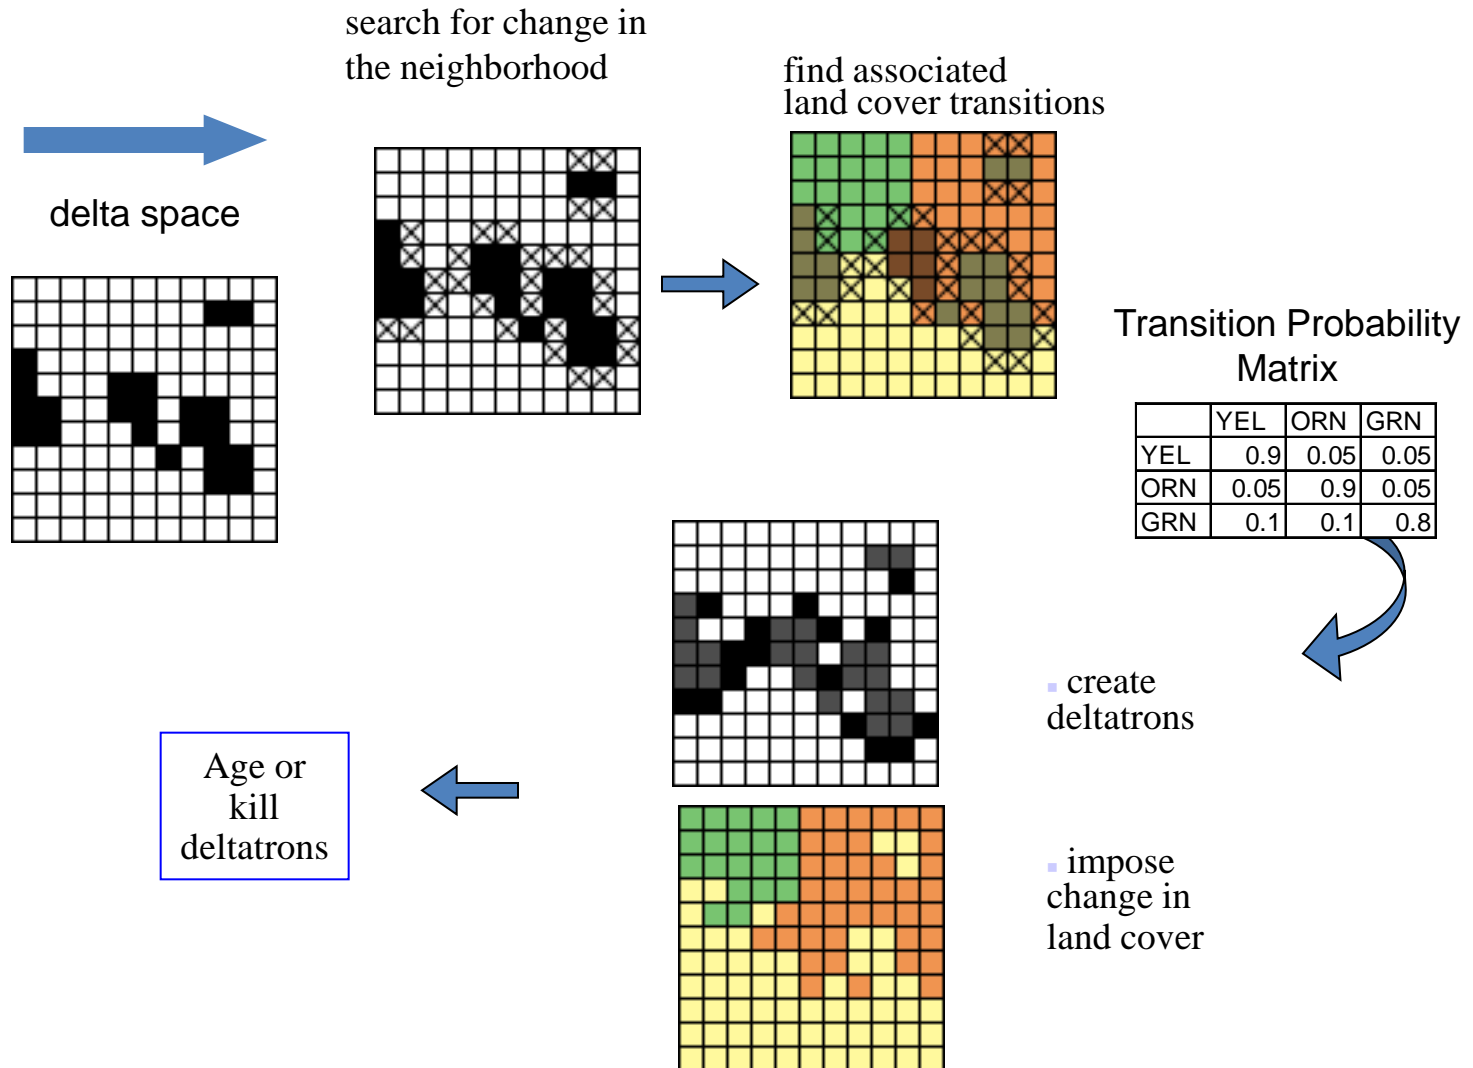 search for change in
the neighborhood
find associated
land cover transitions
delta space
Transition Probability
Matrix
YEL ORN GRN
YEL 0.9 0.05 0.05
ORN 0.05 0.9 0.05
GRN 0.1 0.1 0.8
create
deltatrons
Age or
kill
deltatrons
impose
change in
land cover